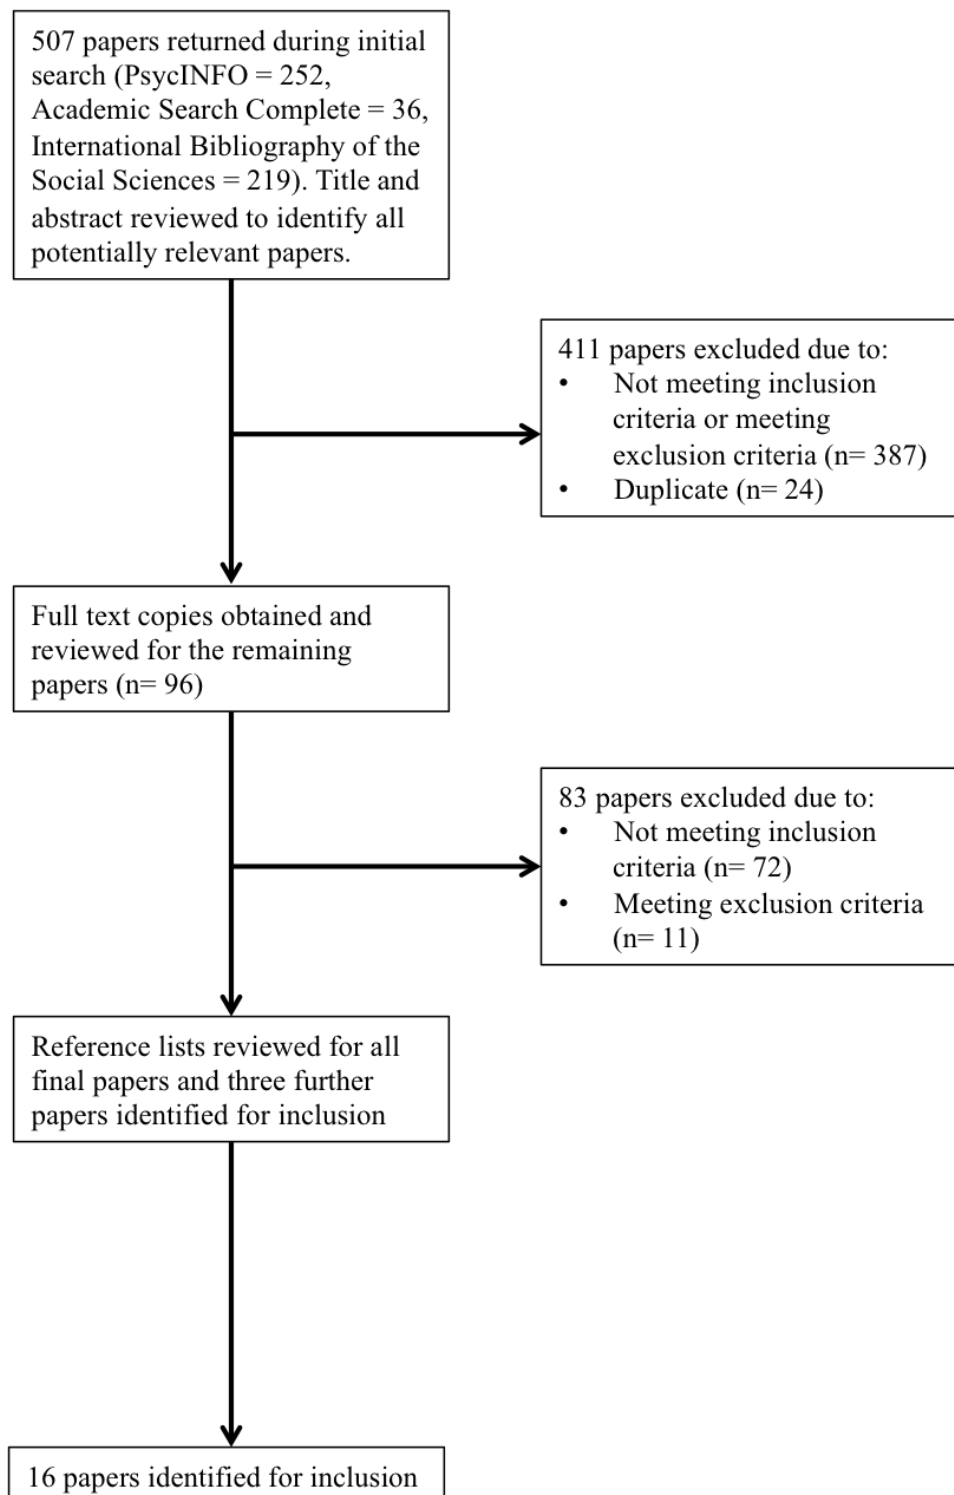 507 papers returned during initial
search (PsycINFO = 252,
Academic Search Complete = 36,
International Bibliography of the
Social Sciences = 219). Title and
abstract reviewed to identify all
potentially relevant papers.
411 papers excluded due to:
• Not meeting inclusion
criteria or meeting
exclusion criteria (n= 387)
• Duplicate (n= 24)
Full text copies obtained and
reviewed for the remaining
papers (n= 96)
83 papers excluded due to:
• Not meeting inclusion
criteria (n= 72)
• Meeting exclusion criteria
(n= 11)
Reference lists reviewed for all
final papers and three further
papers identified for inclusion
16 papers identified for inclusion